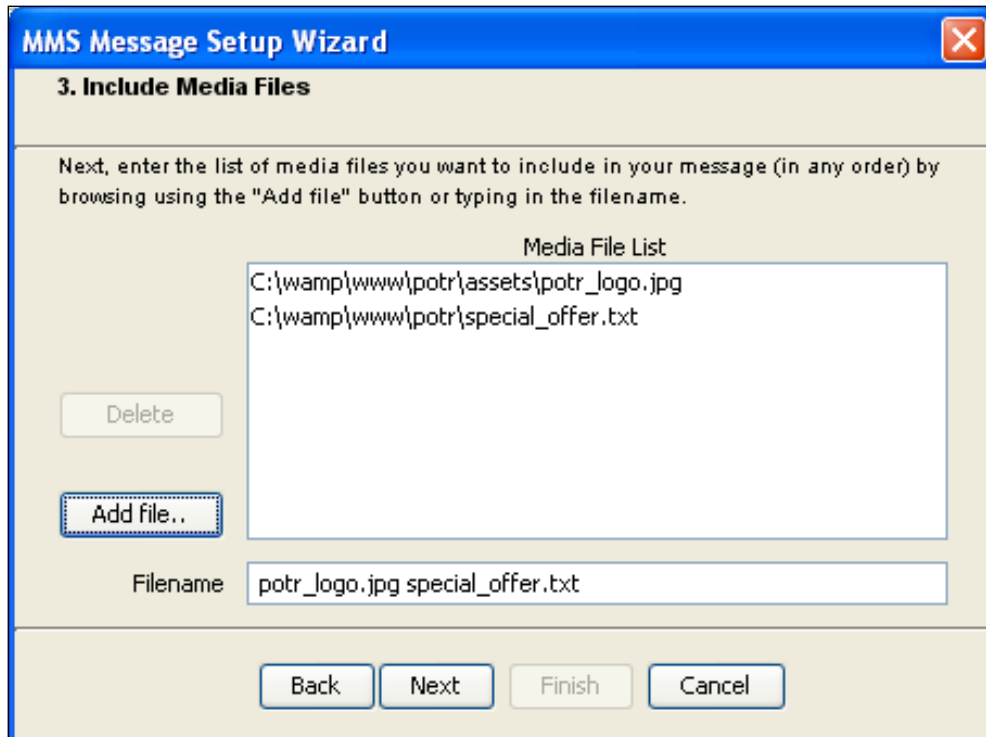 MMS Message Setup Wizard
3. Include Media Files
Next, enter the list of media files you want to include in your message (in any order) by
browsing using the "Add file" button or typing in the filename.
Media File List
C:\wamp\www\potr\assets\potr_logo.jpg
C:\wamp\www\potr\special_offer.txt
Delete
Add file..
Filename potr_logo.jpg special_offer.txt
Back Next Finish Cancel